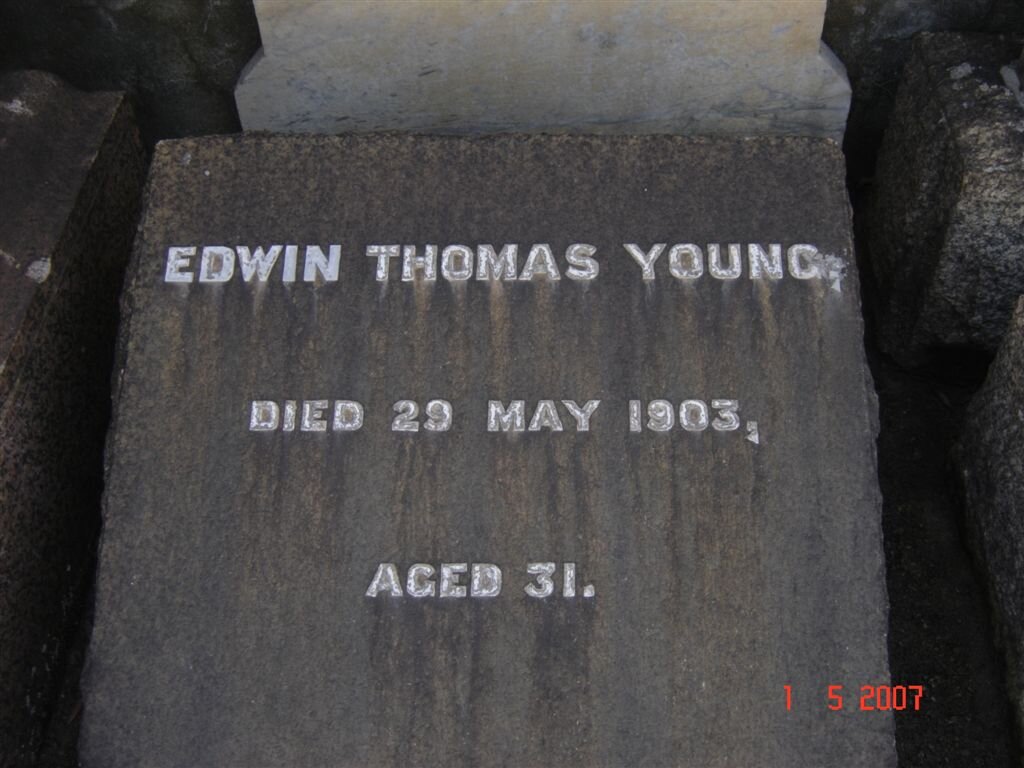 EDWIN THOMAS YOUNG,
DIED 29 MAY 1903,
AGED 31.
1 5 2007